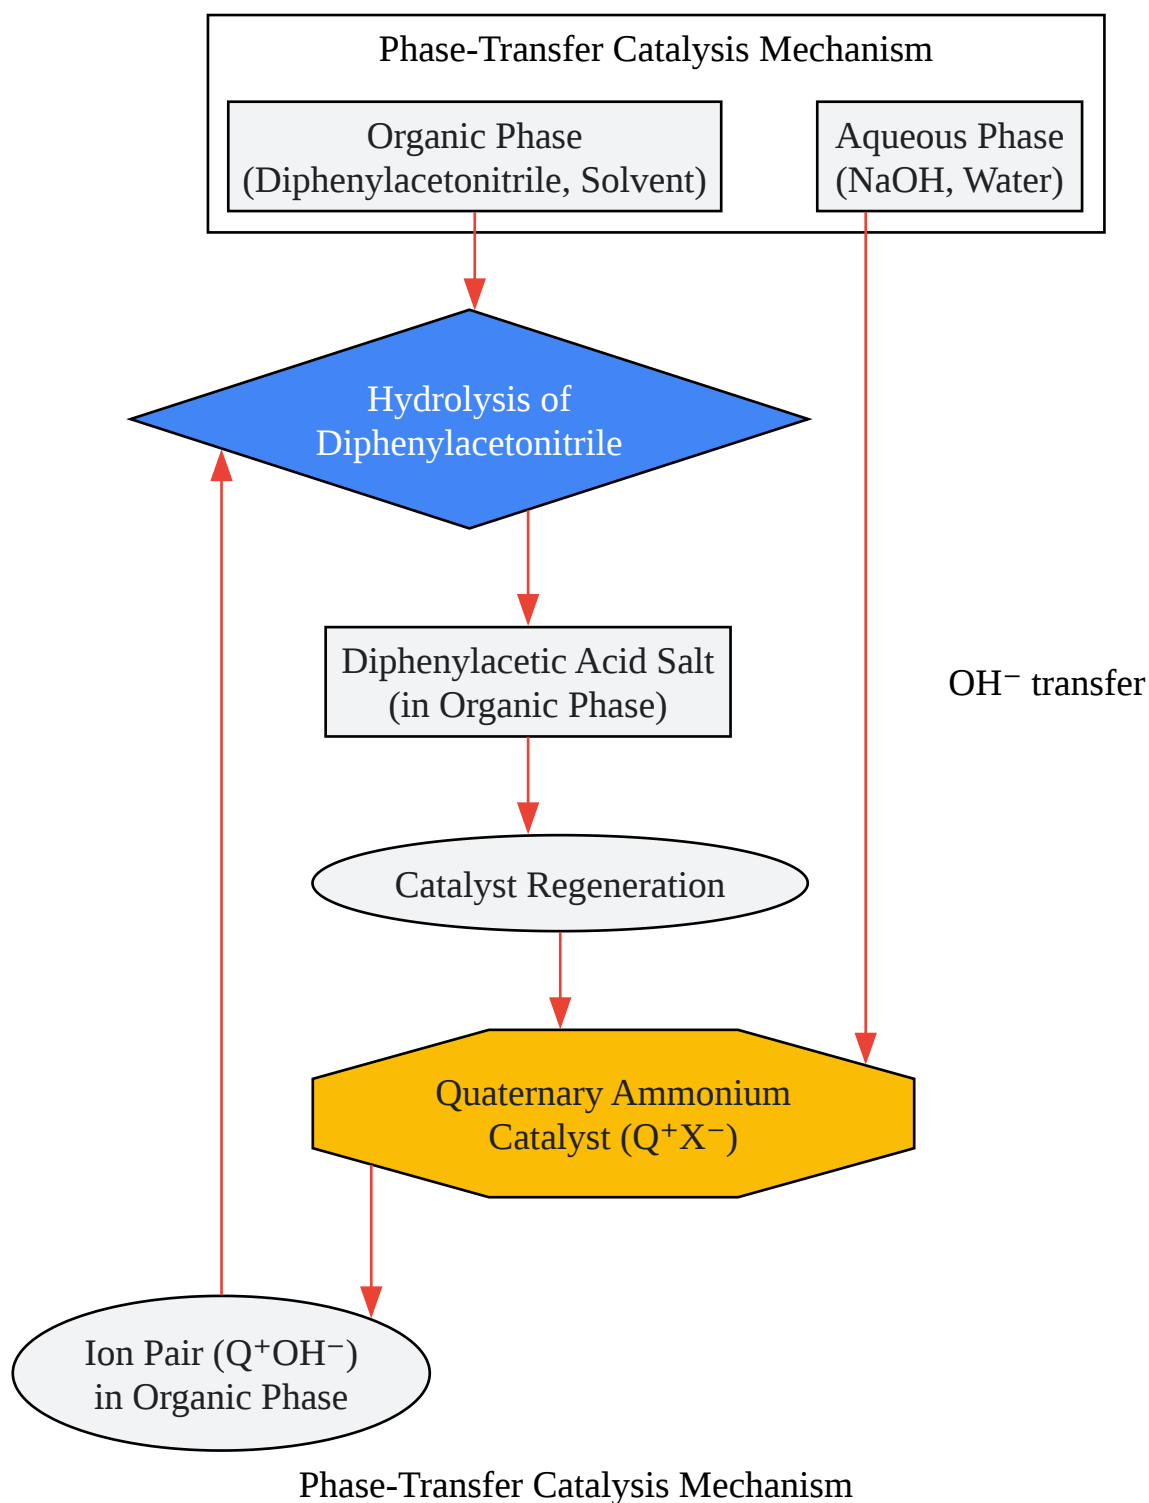 Phase-Transfer Catalysis Mechanism
Organic Phase
(Diphenylacetonitrile, Solvent)
Aqueous Phase
(NaOH, Water)
Hydrolysis of
Diphenylacetonitrile
Diphenylacetic Acid Salt
(in Organic Phase)
OH⁻ transfer
Catalyst Regeneration
Quaternary Ammonium
Catalyst (Q⁺X⁻)
Ion Pair (Q⁺OH⁻)
in Organic Phase
Phase-Transfer Catalysis Mechanism